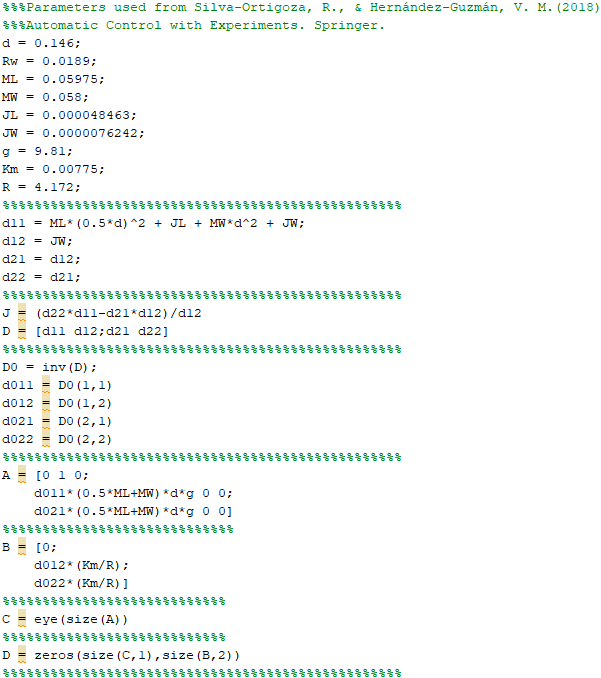 %%%Parameters used from Silva-Ortigoza, R., & Hernández-Guzmán, V. M.(2018)
%%%Automatic Control with Experiments. Springer.
d = 0.146;
Rw = 0.0189;
ML = 0.05975;
MW = 0.058;
JL = 0.000048463;
JW = 0.0000076242;
g = 9.81;
Km = 0.00775;
R = 4.172;
%%%%%%%%%%%%%%%%%%%%%%%%%%%%%%%%%%%%%%%%%%%%%%%%%%
d11 = ML*(0.5*d)^2 + JL + MW*d^2 + JW;
d12 = JW;
d21 = d12;
d22 = d21;
%%%%%%%%%%%%%%%%%%%%%%%%%%%%%%%%%%%%%%%%%%%%%%%%%%
J = (d22*d11-d21*d12)/d12
D = [d11 d12;d21 d22]
%%%%%%%%%%%%%%%%%%%%%%%%%%%%%%%%%%%%%%%%%%%%%%%%%%
D0 = inv(D);
d011 = D0(1,1)
d012 = D0(1,2)
d021 = D0(2,1)
d022 = D0(2,2)
%%%%%%%%%%%%%%%%%%%%%%%%%%%%%%%%%%%%%%%%%%%%%%%%%%
A = [0 1 0;
    d011*(0.5*ML+MW)*d*g 0 0;
    d021*(0.5*ML+MW)*d*g 0 0]
%%%%%%%%%%%%%%%%%%%%%%%%%%%%%
B = [0;
    d012*(Km/R);
    d022*(Km/R)]
%%%%%%%%%%%%%%%%%%%%%%%%%%%%
C = eye(size(A))
%%%%%%%%%%%%%%%%%%%%%%%%%%%%
D = zeros(size(C,1),size(B,2))
%%%%%%%%%%%%%%%%%%%%%%%%%%%%%%%%%%%%%%%%%%%%%%%%%%